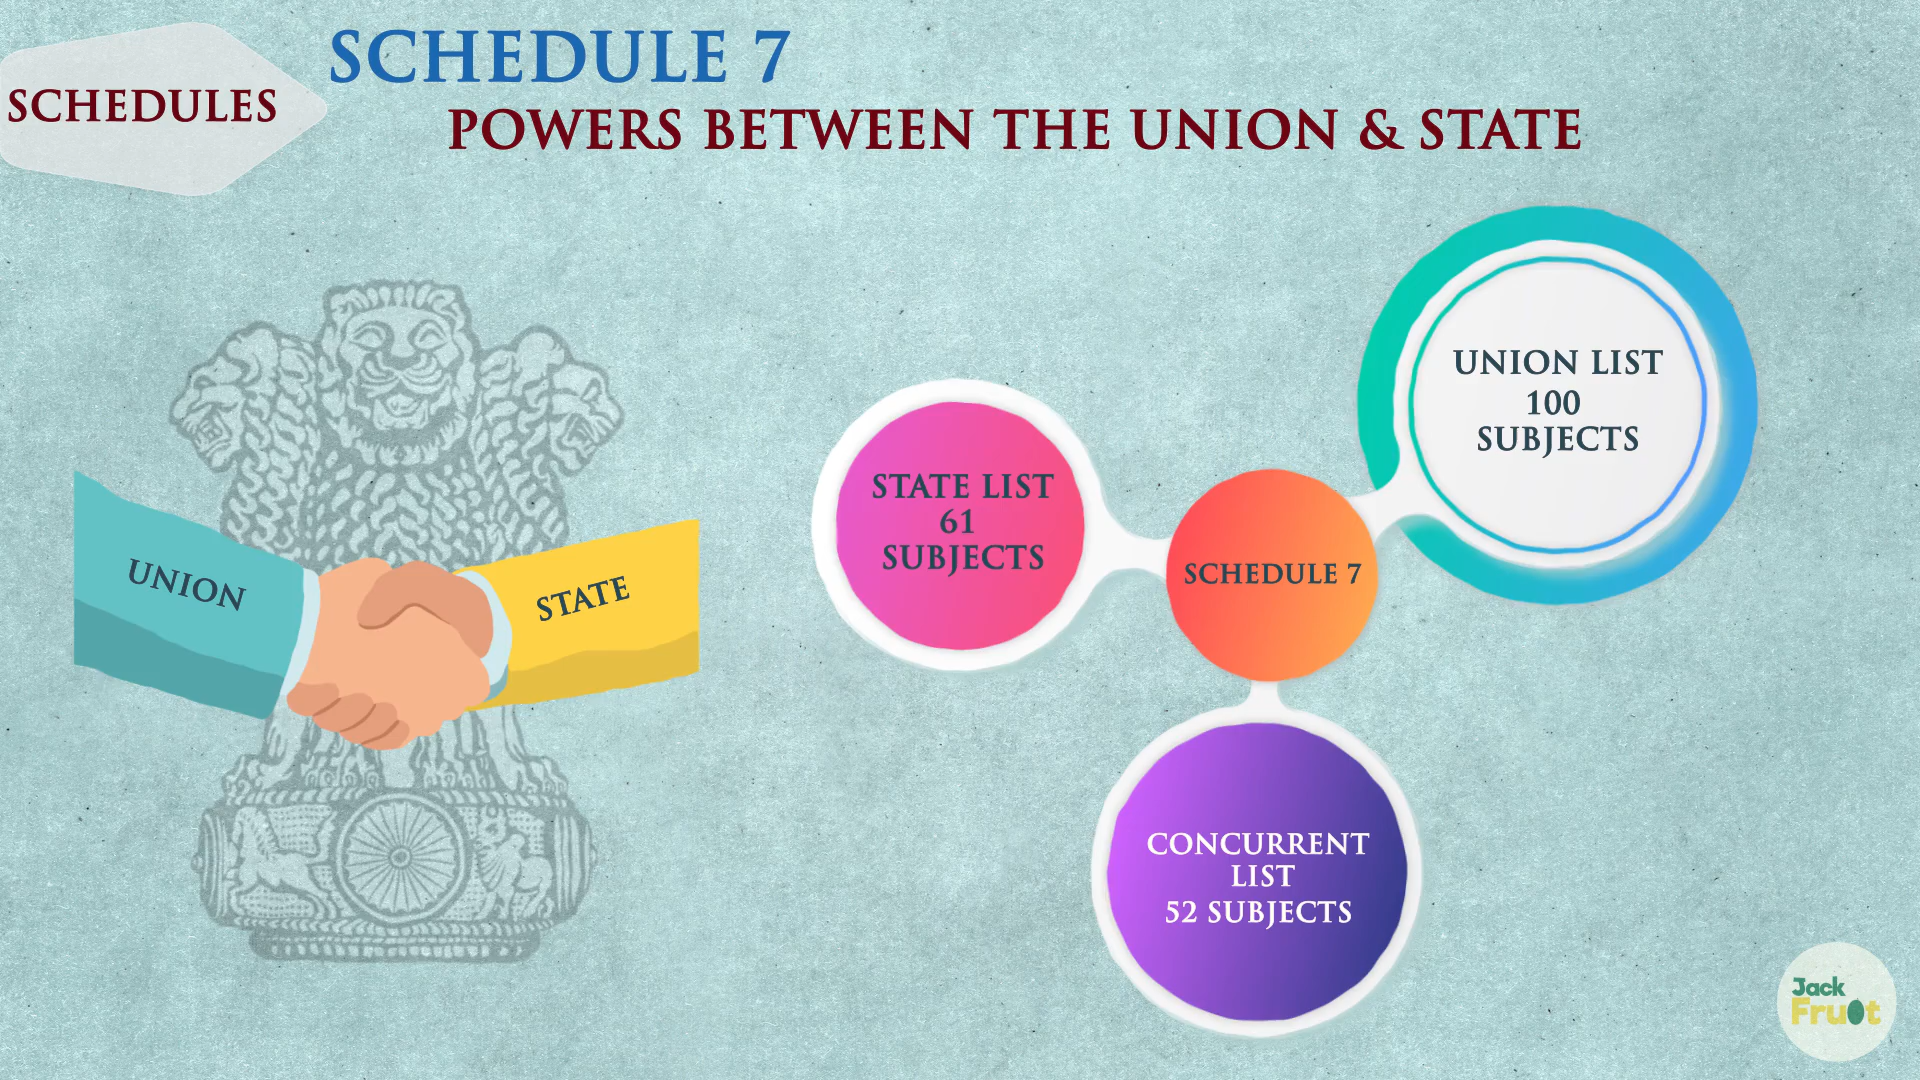 SCHEDULES
SCHEDULE 7
POWERS BETWEEN THE UNION & STATE
UNION
STATE
STATE LIST
61
SUBJECTS
SCHEDULE 7
UNION LIST
100
SUBJECTS
CONCURRENT
LIST
52 SUBJECTS
Jack
Fruit